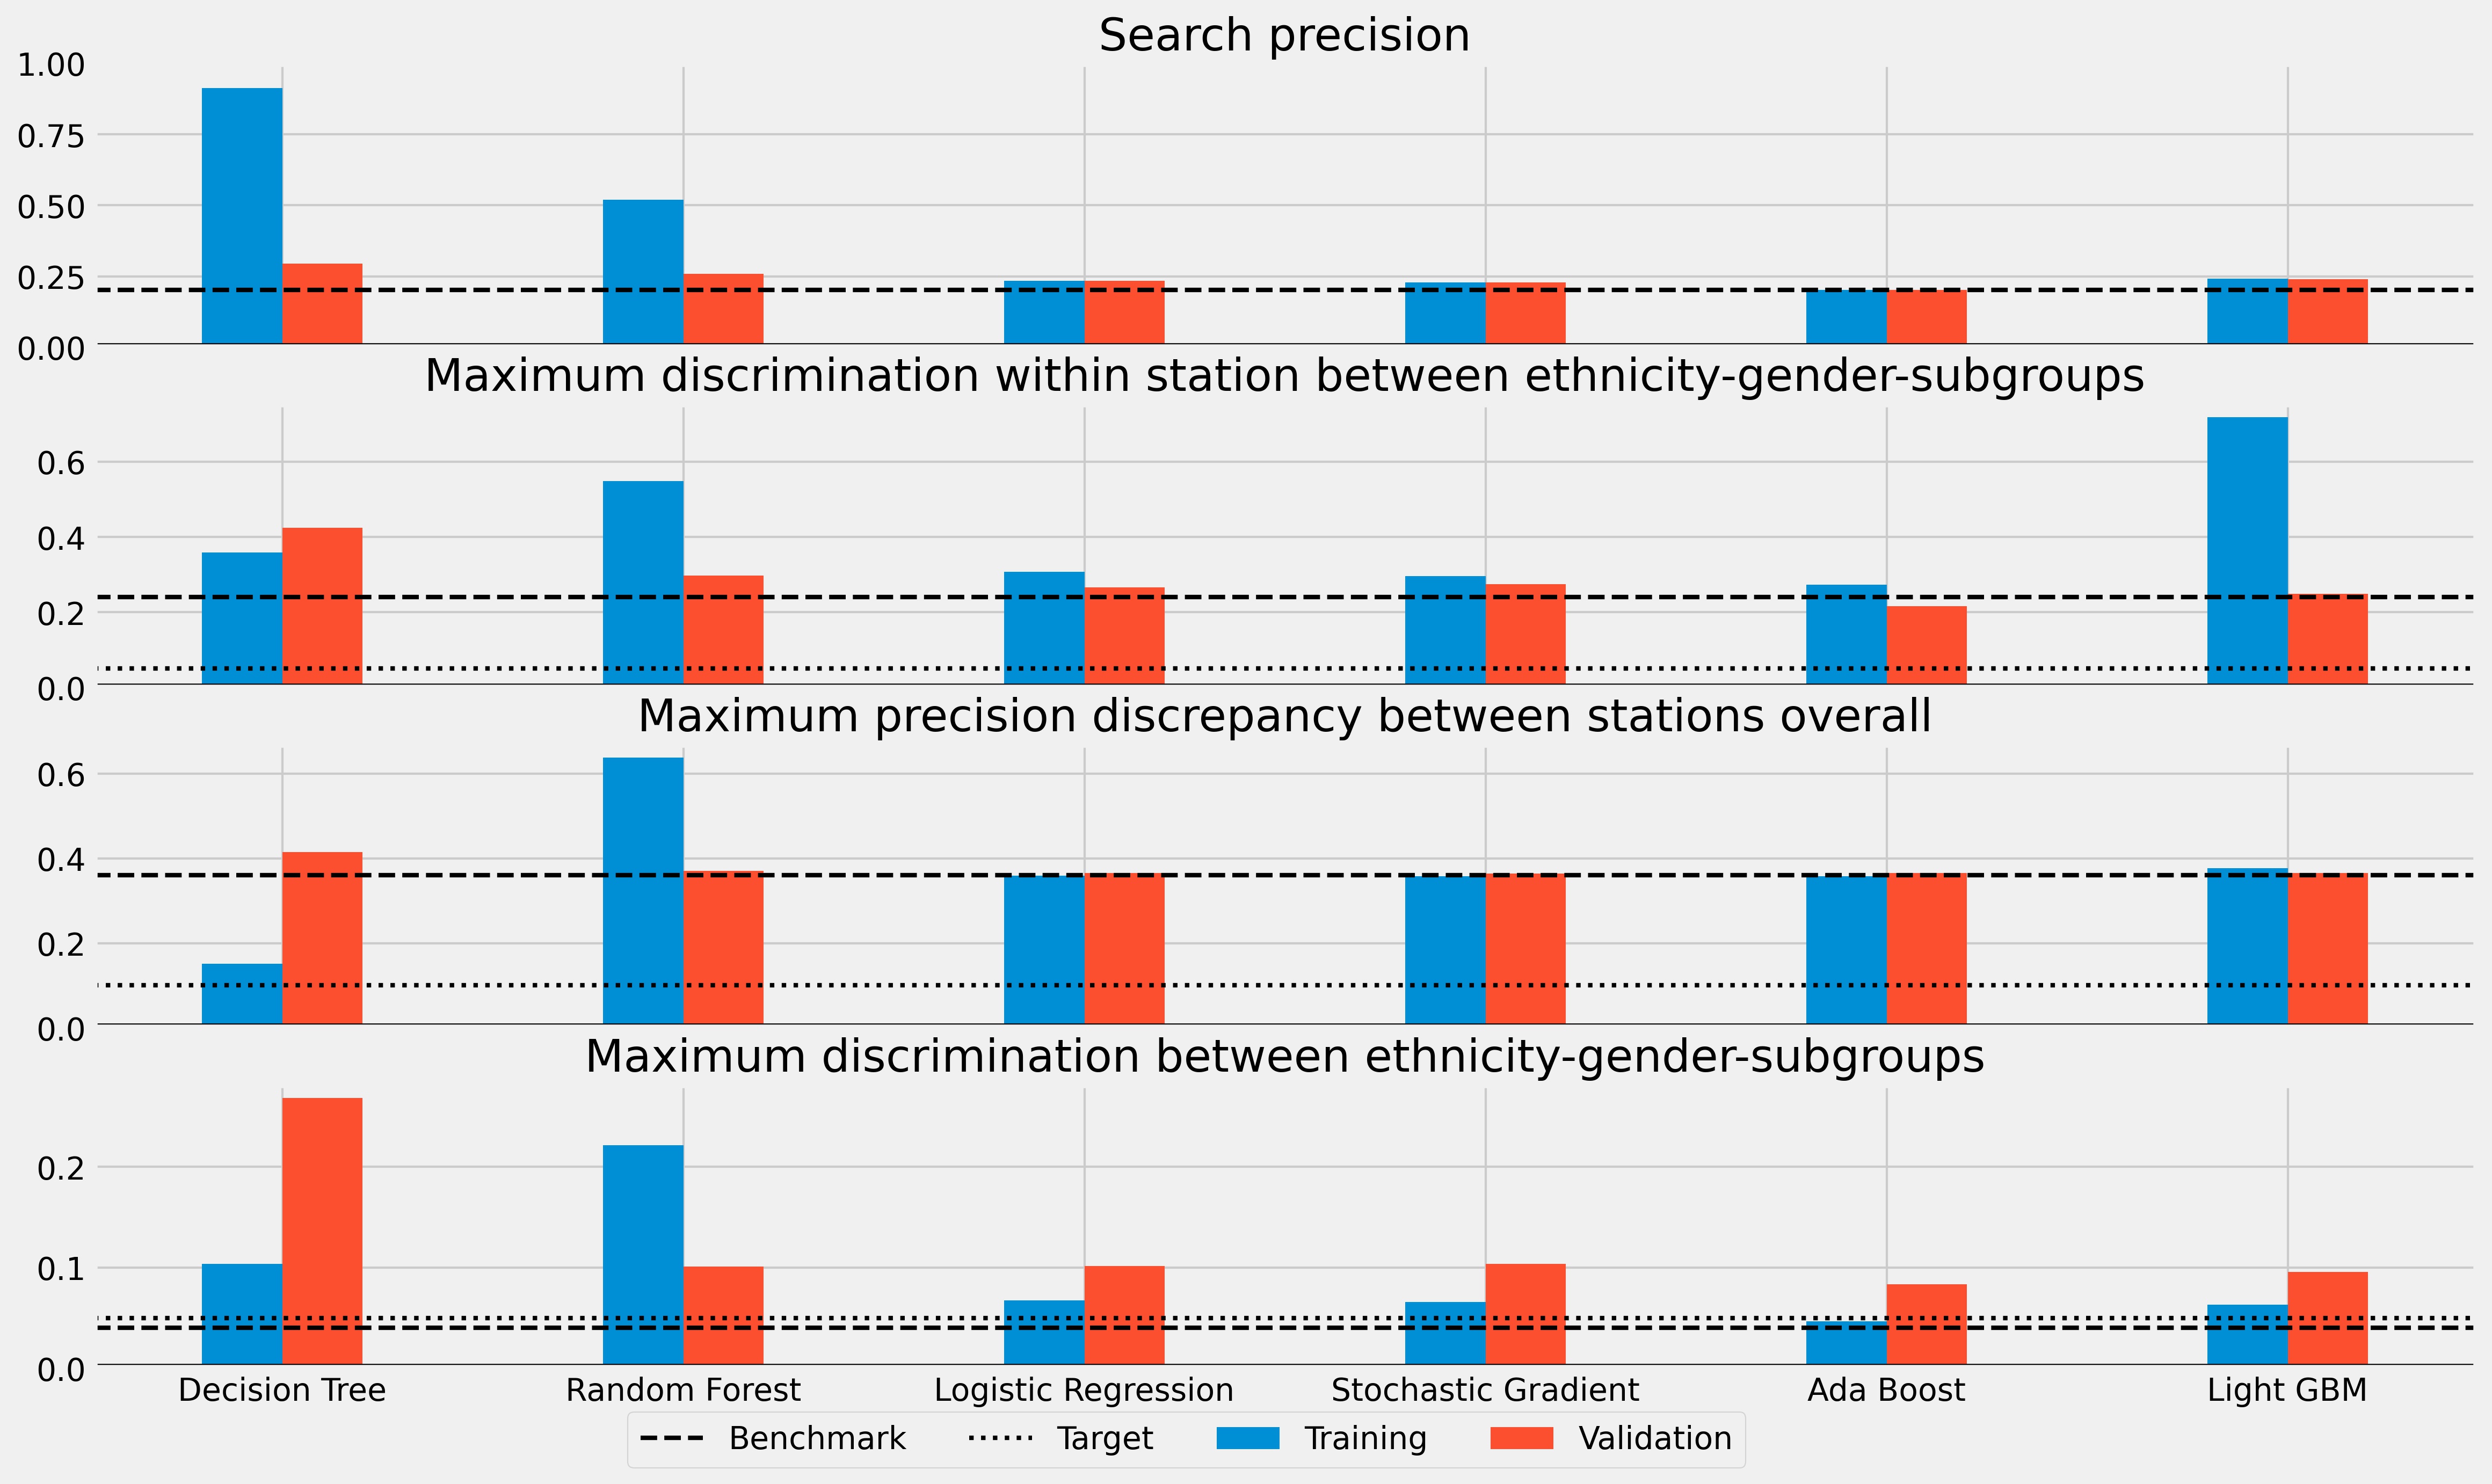 Search precision
1.00
0.75
0.50
0.25
0.00
Maximum discrimination within station between ethnicity-gender-subgroups
0.6
0.4
0.2
0.0
Maximum precision discrepancy between stations overall
0.6
0.4
0.2
0.0
Maximum discrimination between ethnicity-gender-subgroups
0.2
0.1
0.0
Decision Tree Random Forest Logistic Regression Stochastic Gradient Ada Boost Light GBM
Benchmark Target Training Validation